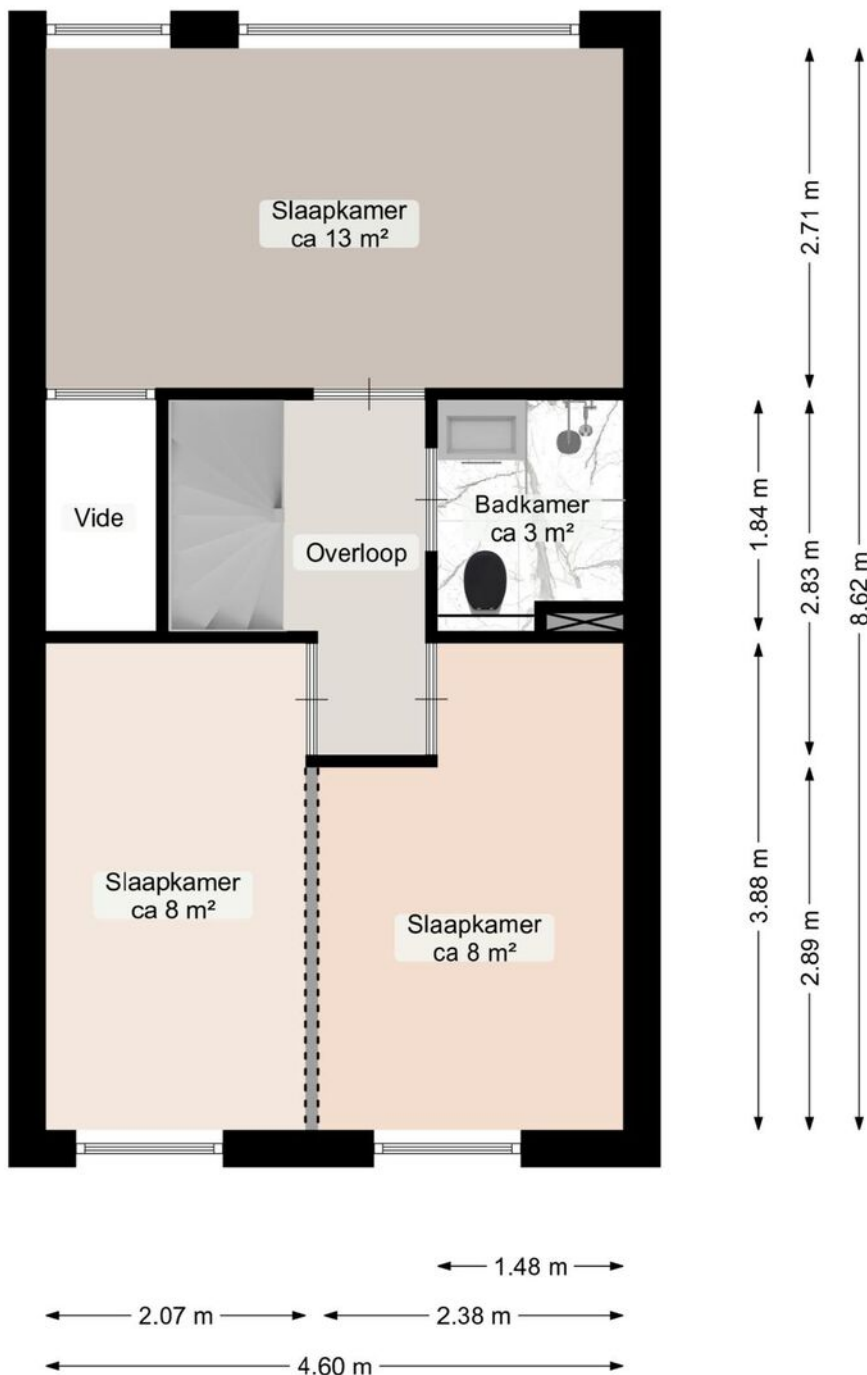 Slaapkamer
ca 13 m²
2.71 m
Vide
Overloop
Badkamer
ca 3 m²
1.84 m
2.83 m
8.62 m
Slaapkamer
ca 8 m²
Slaapkamer
ca 8 m²
3.88 m
2.89 m
1.48 m
2.07 m
2.38 m
4.60 m